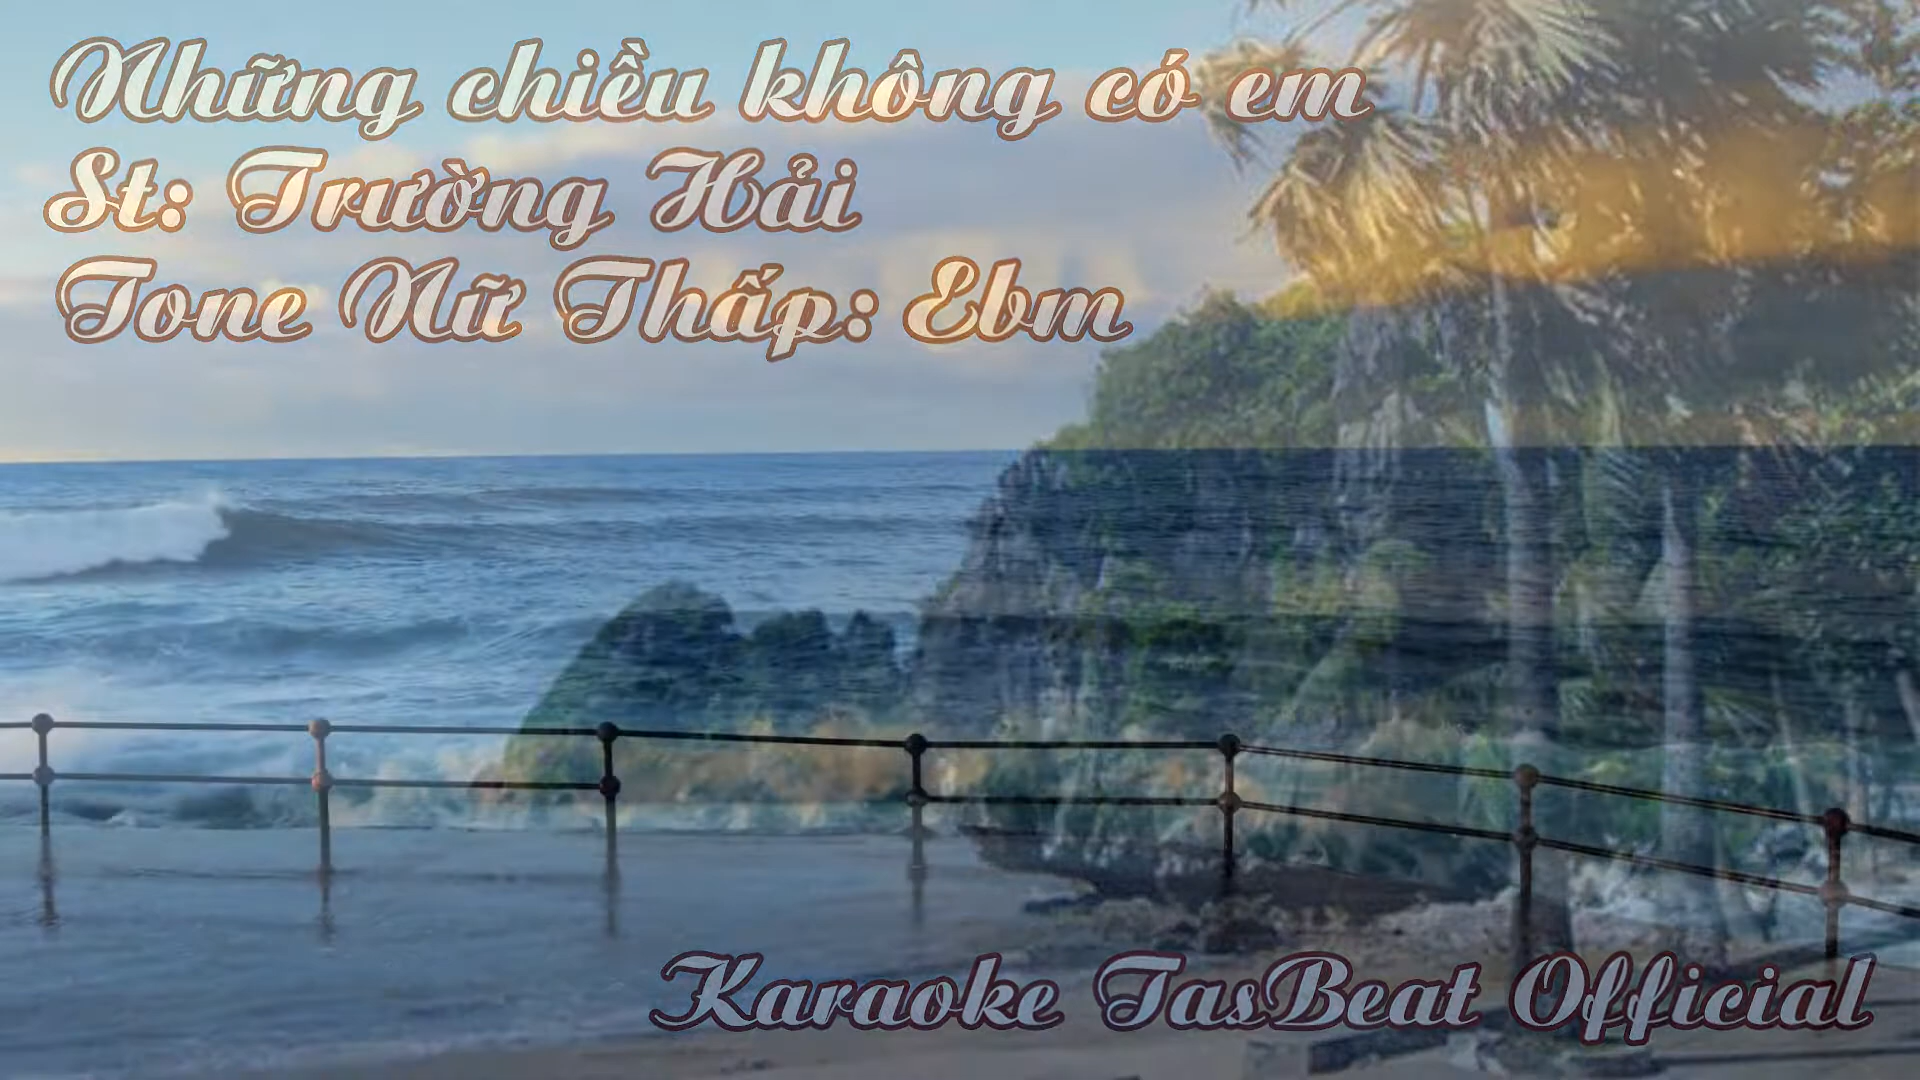 Những chiều không có em
St: Trường Hải
Tone Nữ Thấp: Ebm
Karaoke TasBeat Official